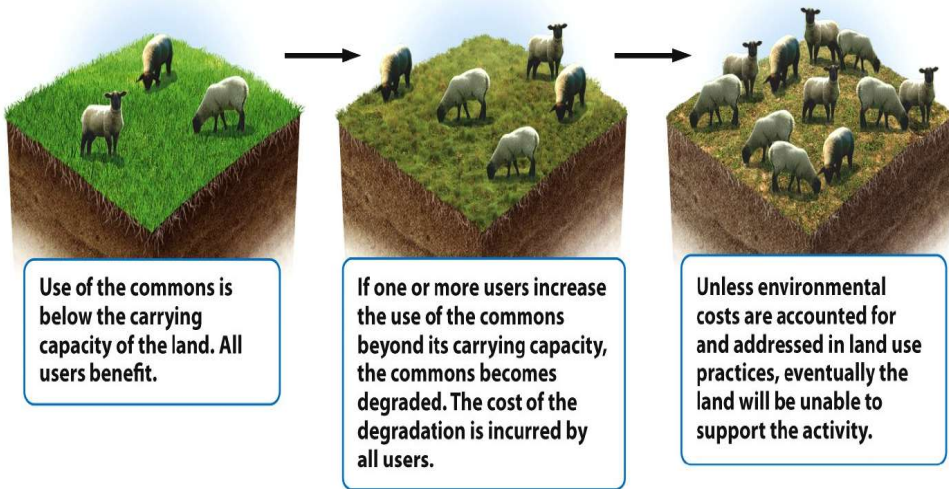 Use of the commons is
below the carrying
capacity of the land. All
users benefit.
If one or more users increase
the use of the commons
beyond its carrying capacity,
the commons becomes
degraded. The cost of the
degradation is incurred by
all users.
Unless environmental
costs are accounted for
and addressed in land use
practices, eventually the
land will be unable to
support the activity.